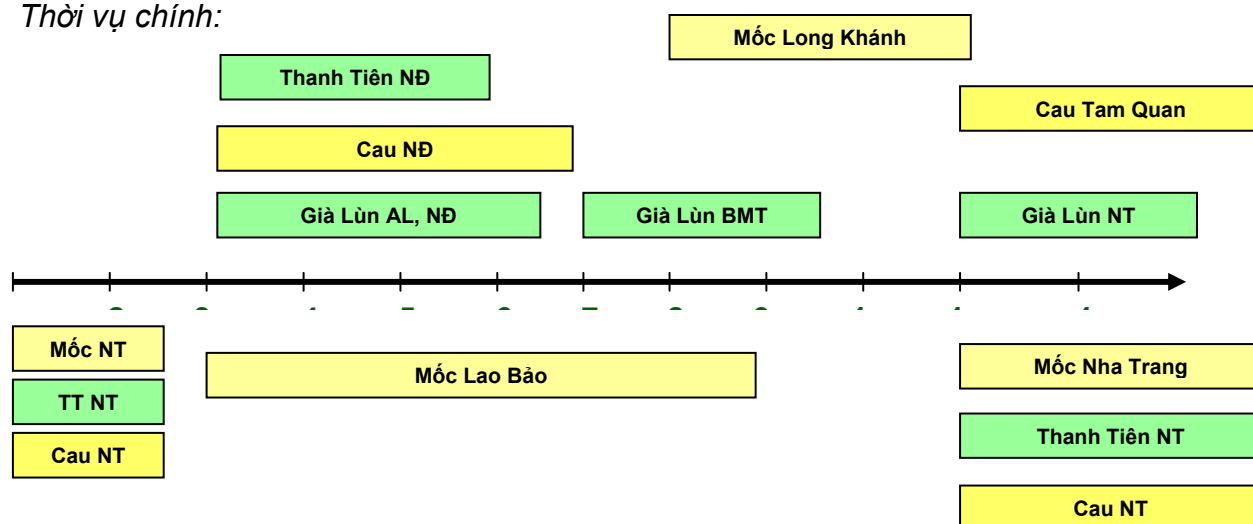 Thời vụ chính:
Mốc Long Khánh
Thanh Tiên NĐ
Cau Tam Quan
Cau NĐ
Già Lùn AL, NĐ
Già Lùn BMT
Già Lùn NT
Mốc NT
Mốc Lao Bảo
Mốc Nha Trang
TT NT
Thanh Tiên NT
Cau NT
Cau NT